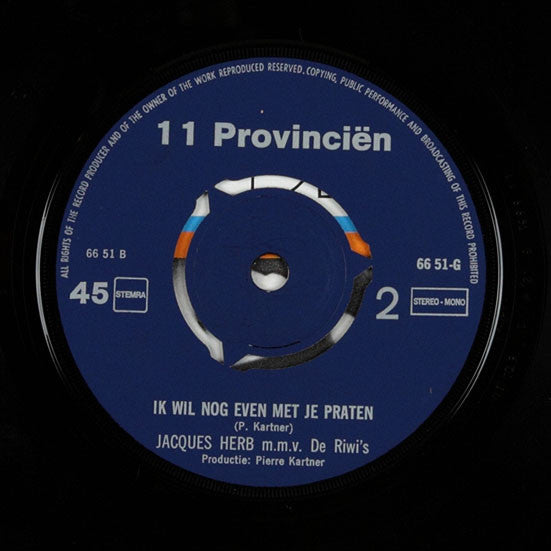 ALL RIGHTS OF THE RECORD PRODUCER AND OF THE OWNER OF THE WORK REPRODUCED RESERVED. COPYING, PUBLIC PERFORMANCE AND BROADCASTING OF THIS RECORD PROHIBITED
11 Provinciën
66 51 B
66 51-G
45 STEMRA
2 STEREO - MONO
IK WIL NOG EVEN MET JE PRATEN
(P. Kartner)
JACQUES HERB m.m.v. De Riwi's
Productie: Pierre Kartner